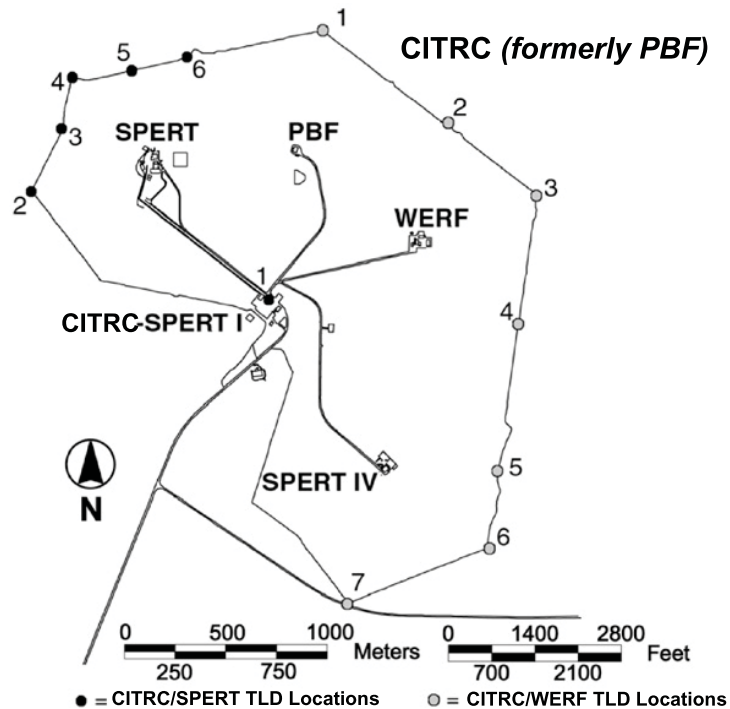 1
CITRC (formerly PBF)
5
6
4
2
SPERT
PBF
3
3
2
WERF
1
4
CITRC-SPERT I
5
SPERT IV
N
6
7
0 500 1000 Meters
250 750
0 1400 2800 Feet
700 2100
= CITRC/SPERT TLD Locations
= CITRC/WERF TLD Locations